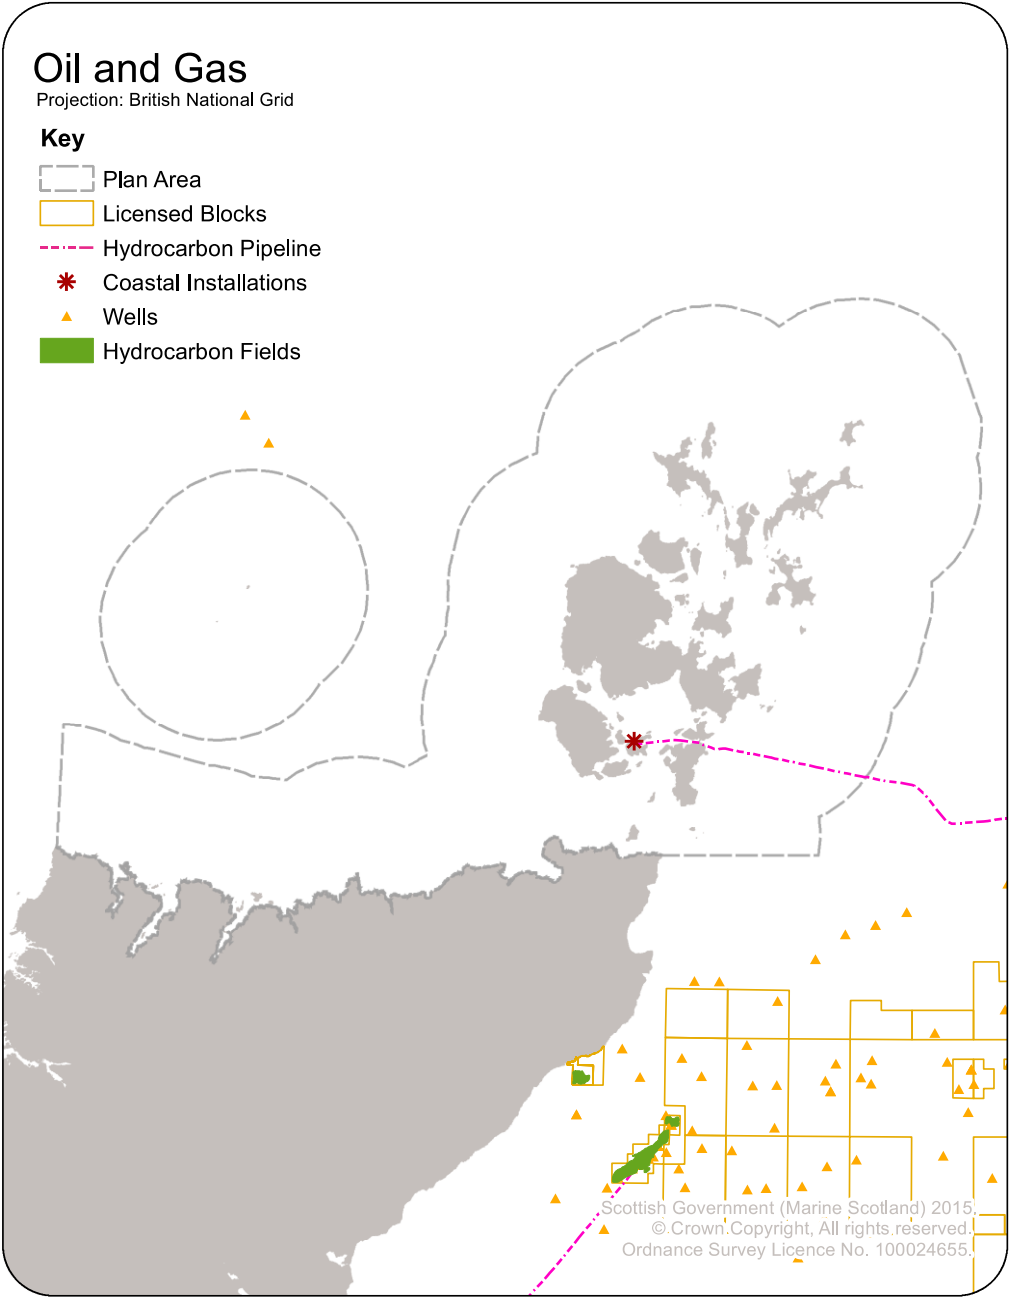 Oil and Gas
Projection: British National Grid
Key
Plan Area
Licensed Blocks
Hydrocarbon Pipeline
Coastal Installations
Wells
Hydrocarbon Fields
Scottish Government (Marine Scotland) 2015.
© Crown Copyright, All rights reserved.
Ordnance Survey Licence No. 100024655.